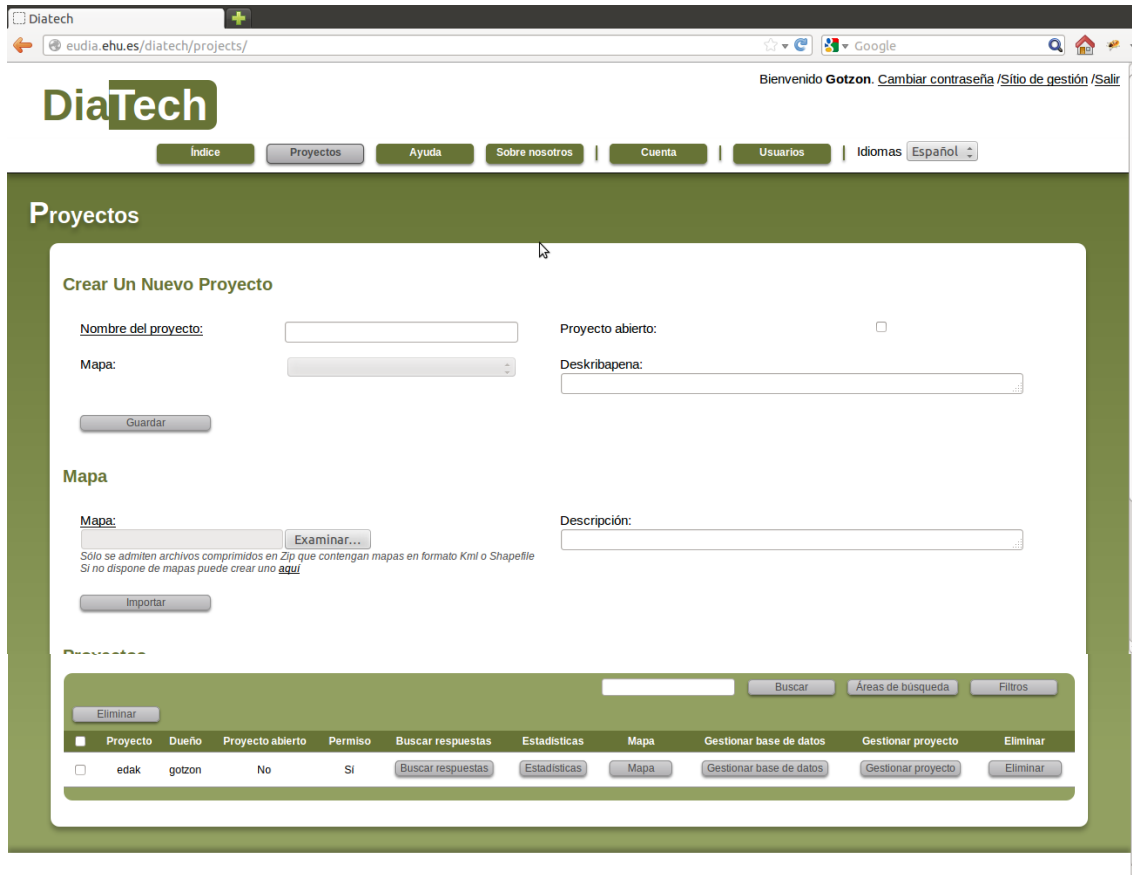 Diatech
eudia.ehu.es/diatech/projects/
Google
Bienvenido Gotzon. Cambiar contraseña /Sítio de gestión /Salir
DiaTech
Índice Proyectos Ayuda Sobre nosotros | Cuenta | Usuarios | Idiomas Español
Proyectos
Crear Un Nuevo Proyecto
Nombre del proyecto: Proyecto abierto:
Mapa: Deskribapena:
Guardar
Mapa
Mapa: Descripción:
Examinar...
Sólo se admiten archivos comprimidos en Zip que contengan mapas en formato Kml o Shapefile
Si no dispone de mapas puede crear uno aquí
Importar
Proyectos
Buscar Áreas de búsqueda Filtros
Eliminar
Proyecto Dueño Proyecto abierto Permiso Buscar respuestas Estadísticas Mapa Gestionar base de datos Gestionar proyecto Eliminar
edak gotzon No Sí Buscar respuestas Estadísticas Mapa Gestionar base de datos Gestionar proyecto Eliminar